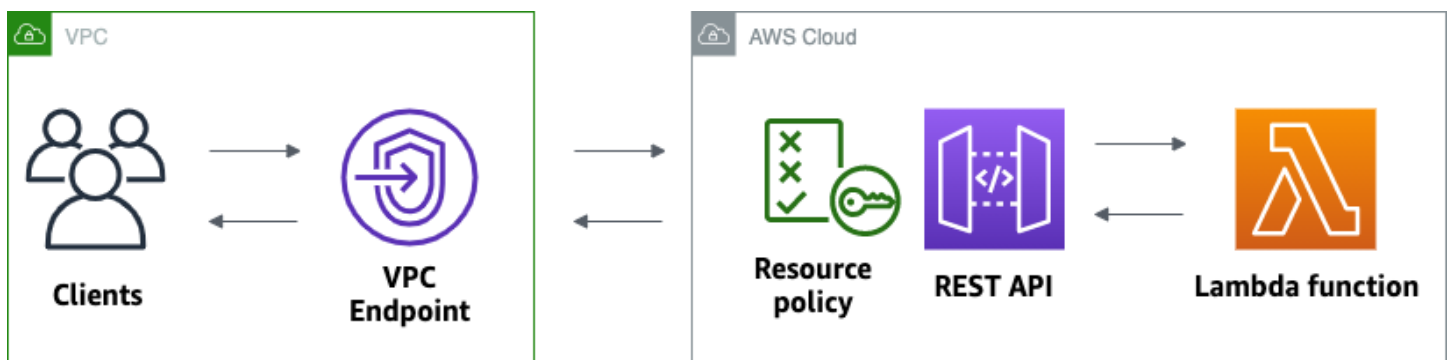 VPC
AWS Cloud
Clients
VPC
Endpoint
Resource
policy
</>
REST API
Lambda function